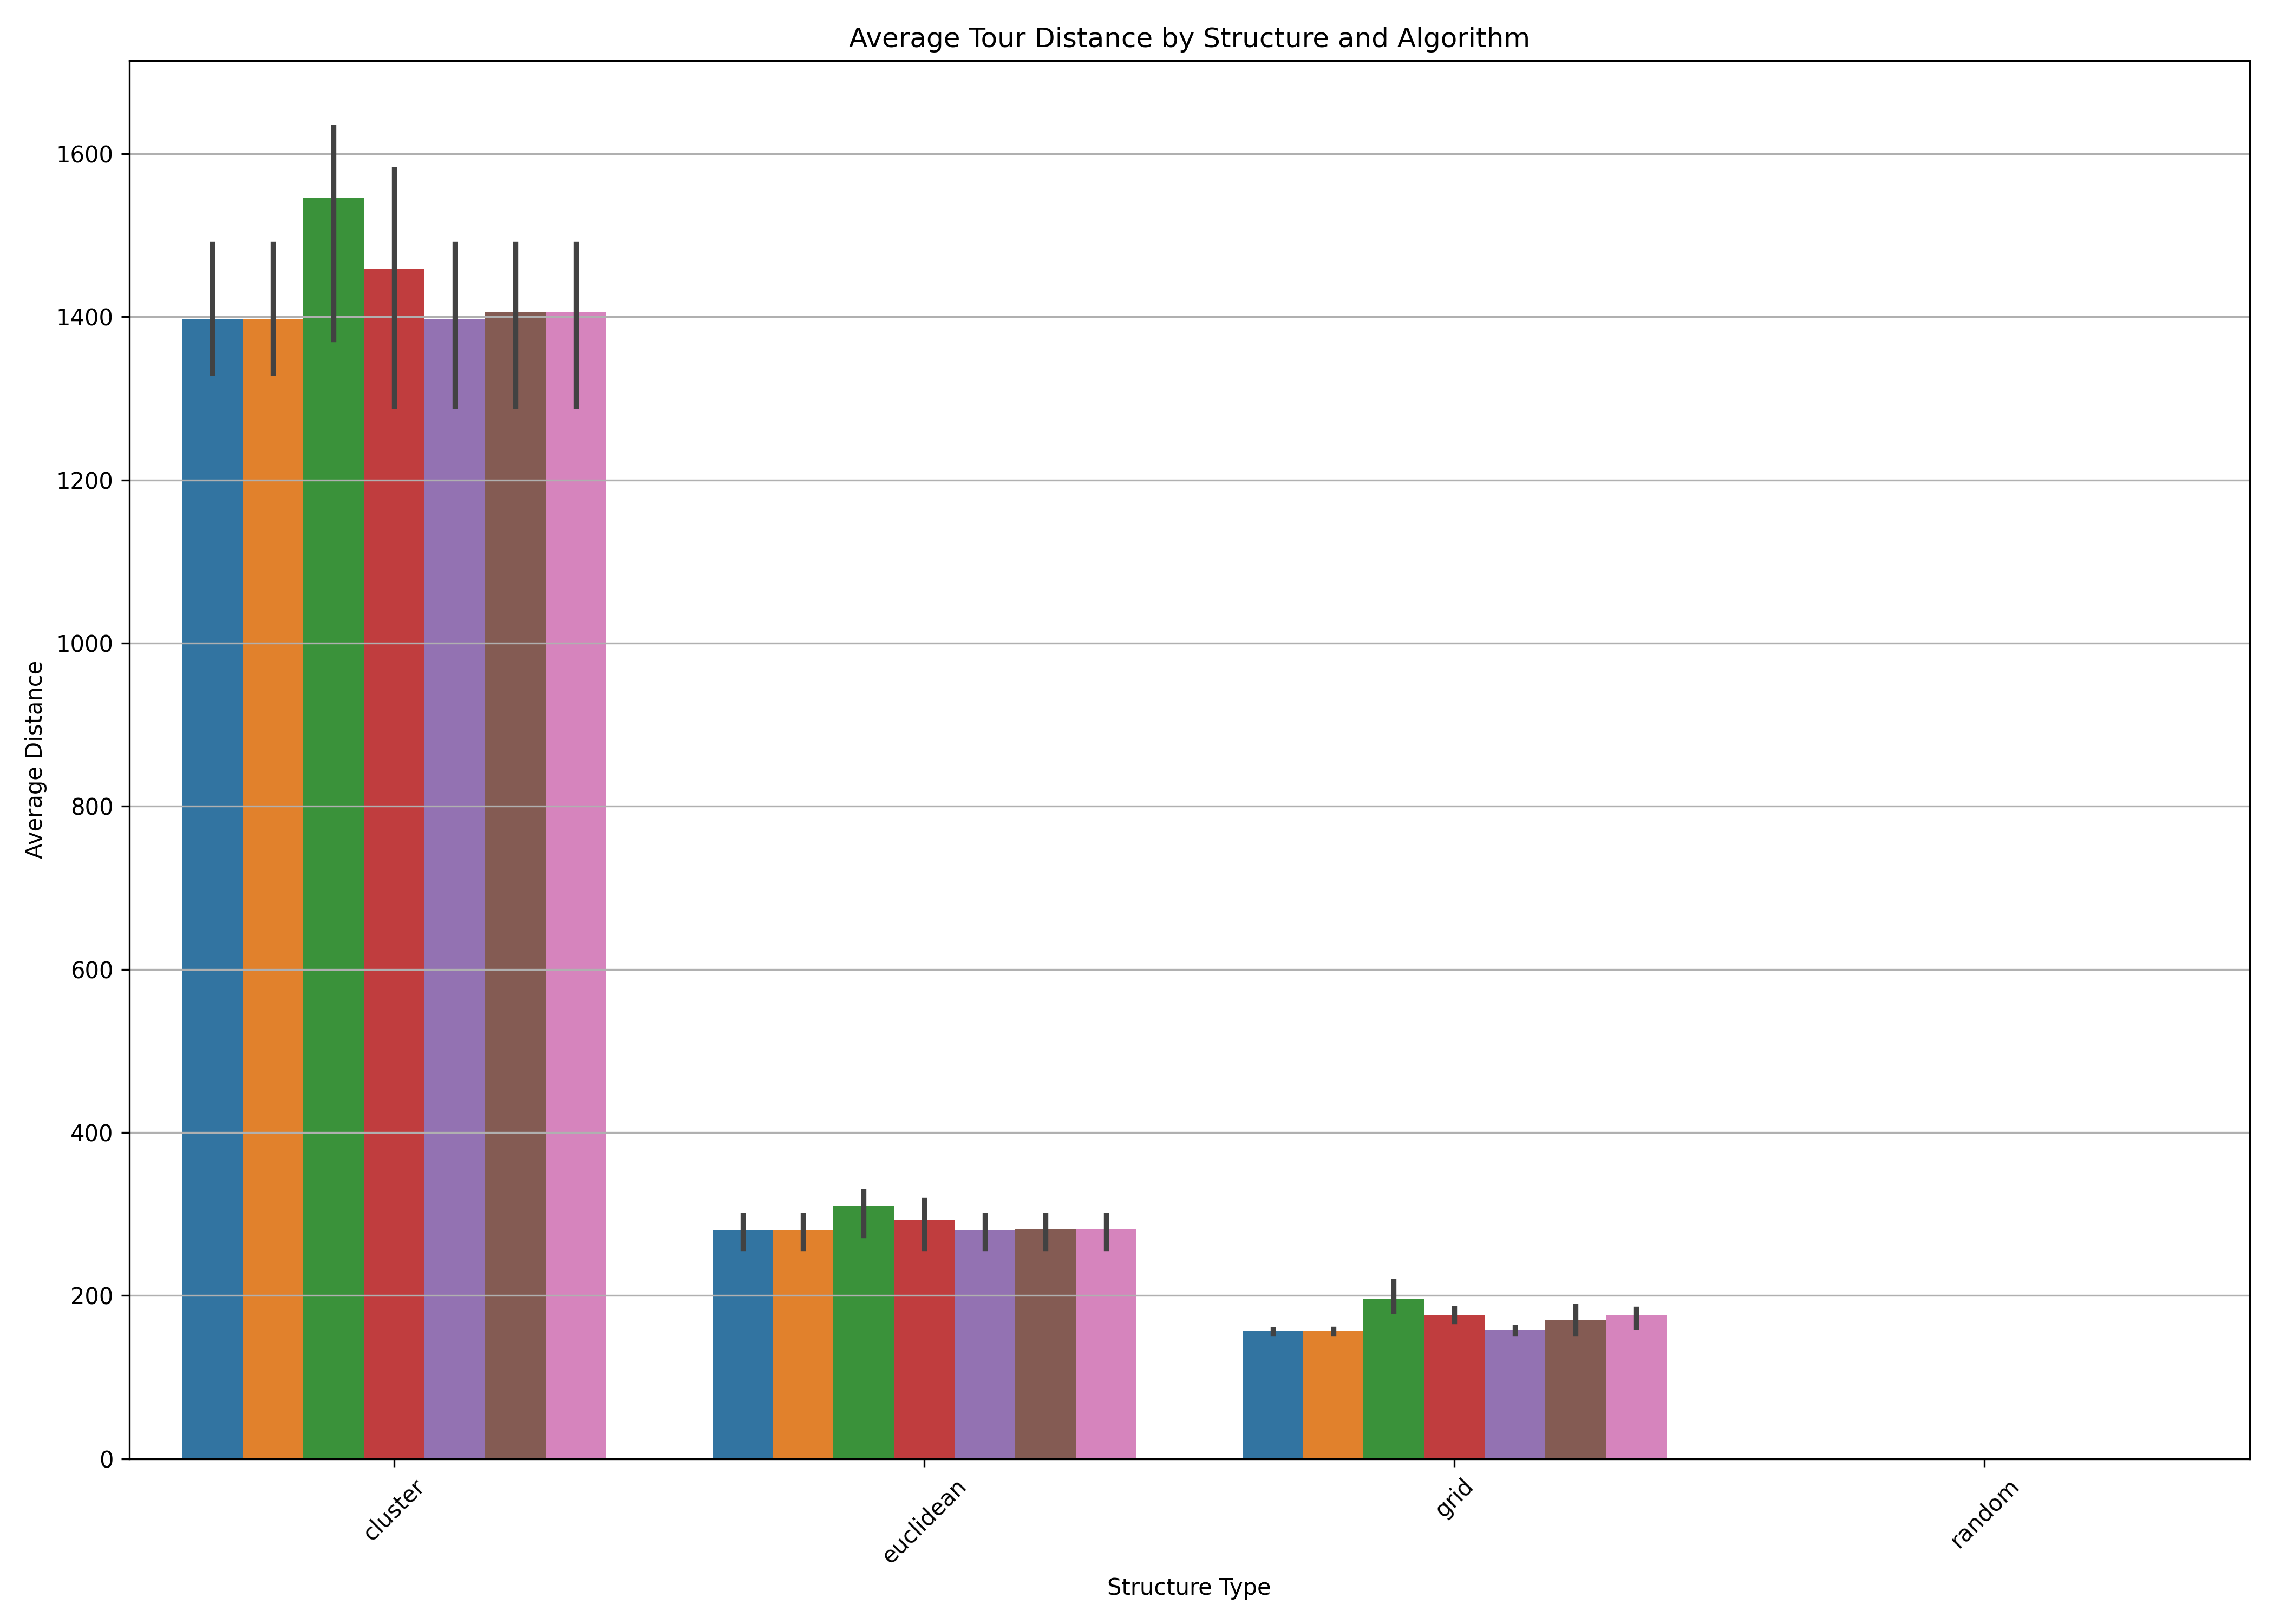 Average Tour Distance by Structure and Algorithm
1600
1400
1200
1000
800
600
400
200
0
Average Distance
cluster
euclidean
grid
random
Structure Type